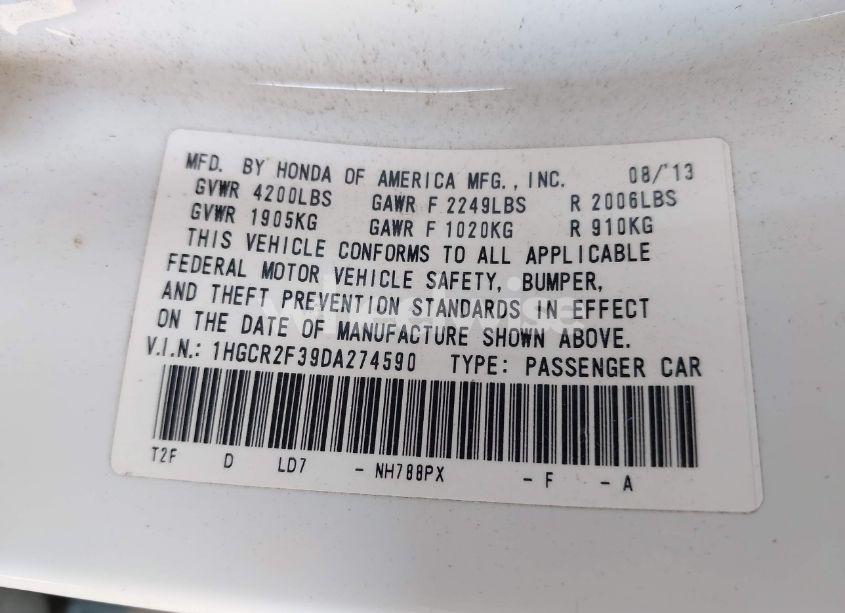 MFD. BY HONDA OF AMERICA MFG., INC. 08/'13
GVWR 4200LBS GAWR F 2249LBS R 2006LBS
GVWR 1905KG GAWR F 1020KG R 910KG
THIS VEHICLE CONFORMS TO ALL APPLICABLE
FEDERAL MOTOR VEHICLE SAFETY, BUMPER,
AND THEFT PREVENTION STANDARDS IN EFFECT
ON THE DATE OF MANUFACTURE SHOWN ABOVE.
V.I.N.: 1HGCR2F39DA274590 TYPE: PASSENGER CAR
T2F D LD7 - NH788PX - F - A